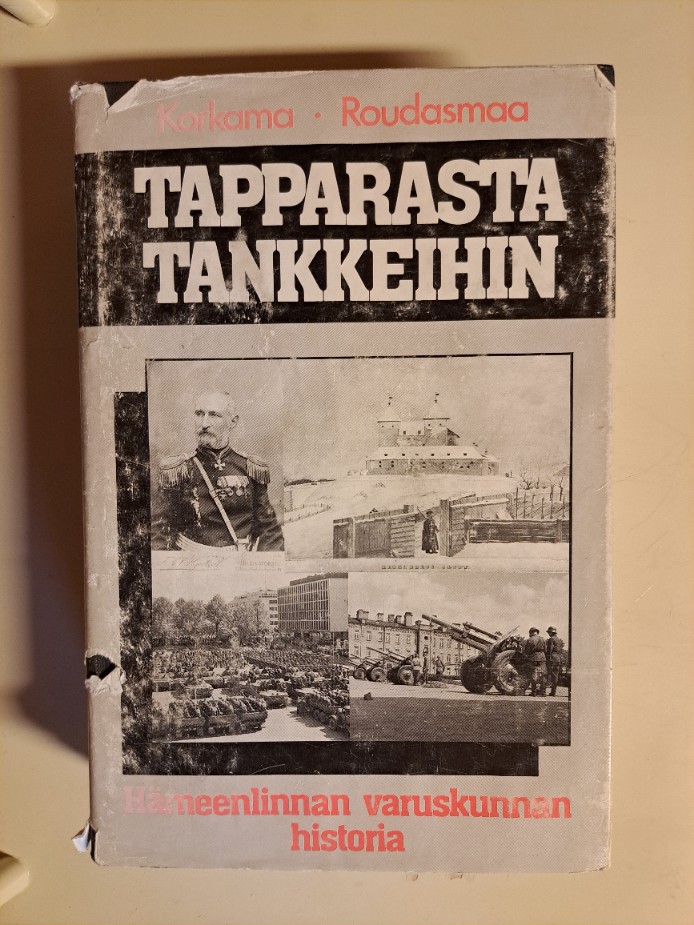 Korkama • Roudasmaa
TAPPARASTA
TANKKEIHIN
Hämeenlinnan varuskunnan
historia